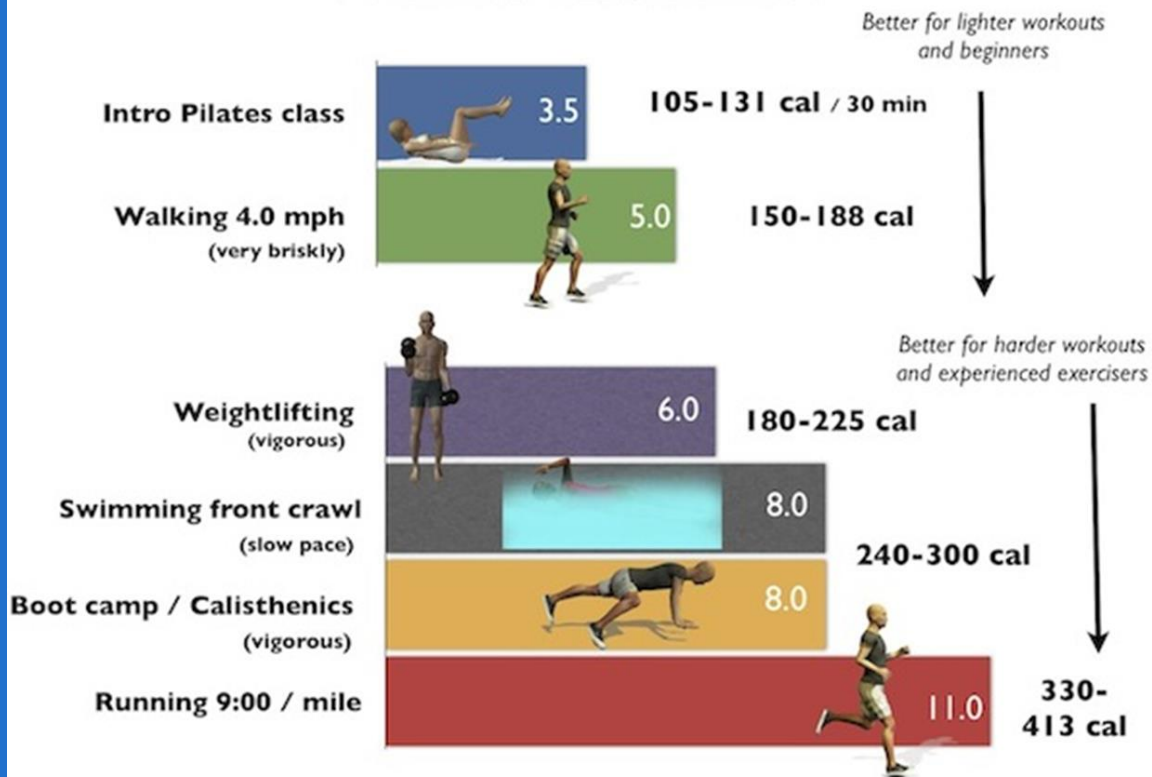 Better for lighter workouts
and beginners
Intro Pilates class
3.5
105-131 cal / 30 min
Walking 4.0 mph
(very briskly)
5.0
150-188 cal
Better for harder workouts
and experienced exercisers
Weightlifting
(vigorous)
6.0
180-225 cal
Swimming front crawl
(slow pace)
8.0
240-300 cal
Boot camp / Calisthenics
(vigorous)
8.0
Running 9:00 / mile
11.0
330-
413 cal